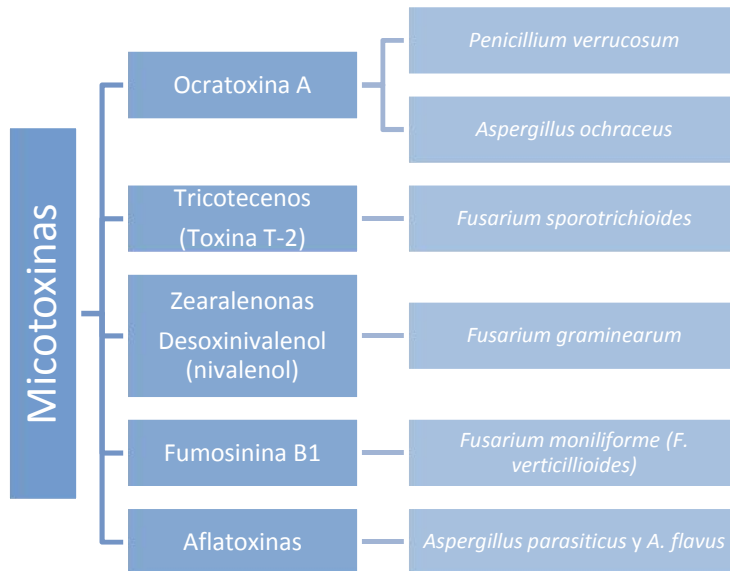 Micotoxinas
Ocratoxina A
Penicillium verrucosum
Aspergillus ochraceus
Tricotecenos
(Toxina T-2)
Fusarium sporotrichioides
Zearalenonas
Desoxinivalenol
(nivalenol)
Fusarium graminearum
Fumosinina B1
Fusarium moniliforme (F.
verticillioides)
Aflatoxinas
Aspergillus parasiticus y A. flavus